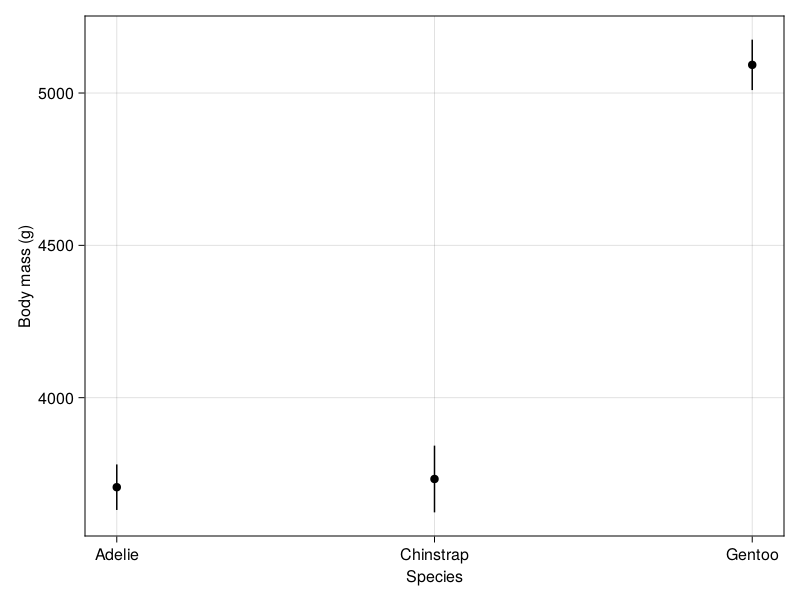 5000
4500
4000
Body mass (g)
Adelie
Chinstrap
Gentoo
Species